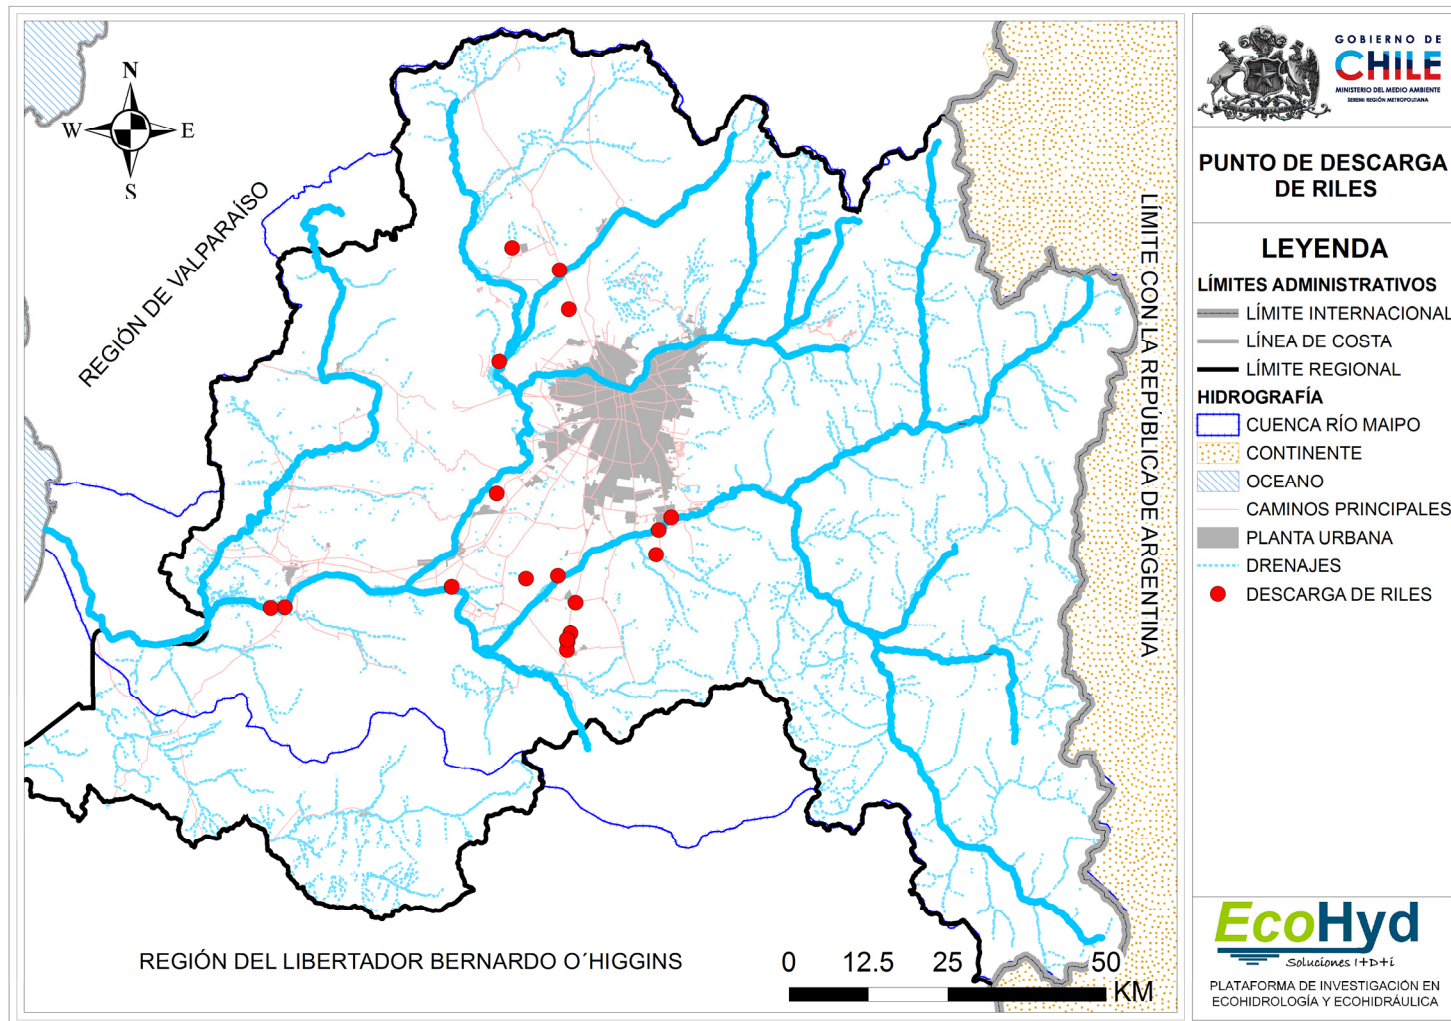 N
W E
S
REGIÓN DE VALPARAÍSO
LÍMITE CON LA REPÚBLICA DE ARGENTINA
REGIÓN DEL LIBERTADOR BERNARDO O´HIGGINS
0 12.5 25 50
KM
GOBIERNO DE
CHILE
MINISTERIO DEL MEDIO AMBIENTE
SEREMI REGIÓN METROPOLITANA
PUNTO DE DESCARGA
DE RILES
LEYENDA
LÍMITES ADMINISTRATIVOS
LÍMITE INTERNACIONAL
LÍNEA DE COSTA
LÍMITE REGIONAL
HIDROGRAFÍA
CUENCA RÍO MAIPO
CONTINENTE
OCEANO
CAMINOS PRINCIPALES
PLANTA URBANA
DRENAJES
DESCARGA DE RILES
EcoHyd
Soluciones I+D+i
PLATAFORMA DE INVESTIGACIÓN EN
ECOHIDROLOGÍA Y ECOHIDRÁULICA